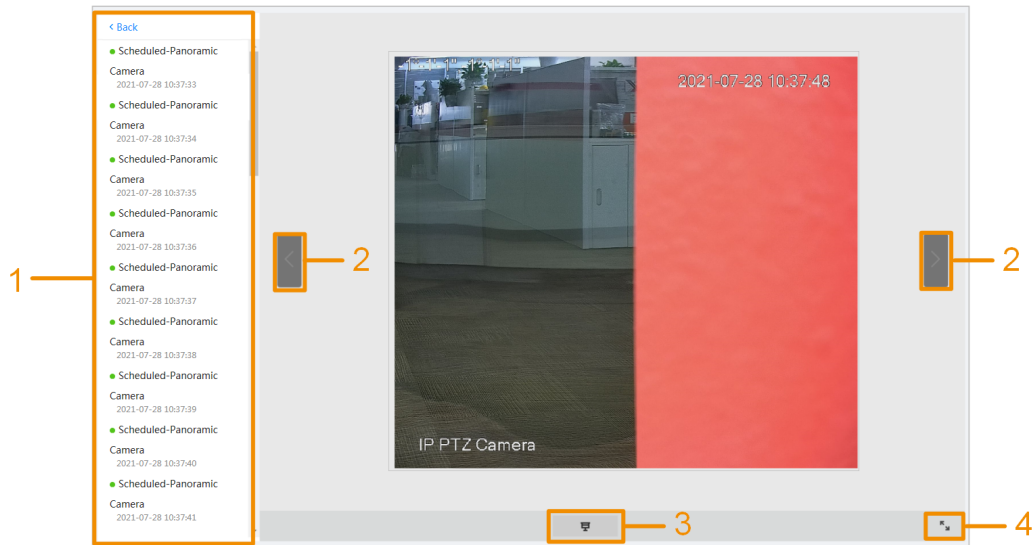 < Back
Scheduled-Panoramic
Camera
2021-07-28 10:37:33
Scheduled-Panoramic
Camera
2021-07-28 10:37:34
Scheduled-Panoramic
Camera
2021-07-28 10:37:35
Scheduled-Panoramic
Camera
2021-07-28 10:37:36
Scheduled-Panoramic
Camera
2021-07-28 10:37:37
Scheduled-Panoramic
Camera
2021-07-28 10:37:38
Scheduled-Panoramic
Camera
2021-07-28 10:37:39
Scheduled-Panoramic
Camera
2021-07-28 10:37:40
Scheduled-Panoramic
Camera
2021-07-28 10:37:41
1
2
2021-07-28 10:37:48
IP PTZ Camera
2
3
4